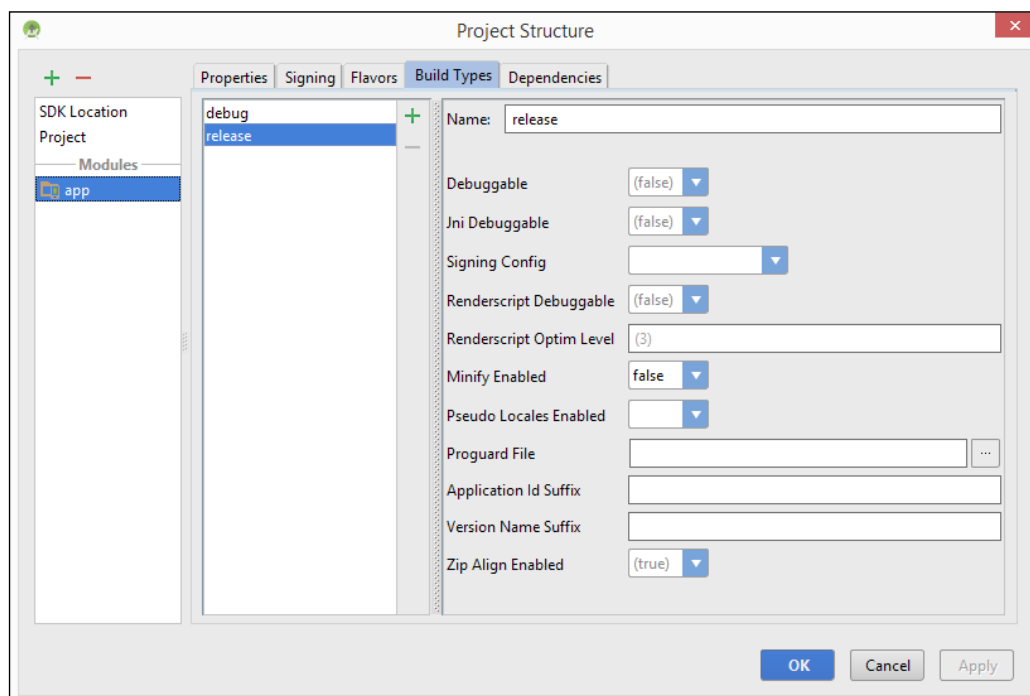 Project Structure
Properties Signing Flavors Build Types Dependencies
SDK Location
Project
Modules
app
debug
release
Name: release
Debuggable (false)
Jni Debuggable (false)
Signing Config
Renderscript Debuggable (false)
Renderscript Optim Level (3)
Minify Enabled false
Pseudo Locales Enabled
Proguard File ...
Application Id Suffix
Version Name Suffix
Zip Align Enabled (true)
OK Cancel Apply